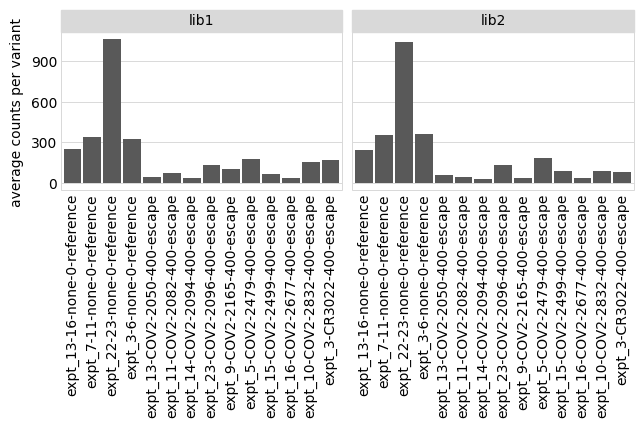 lib1
lib2
average counts per variant
900
600
300
0
expt_13-16-none-0-reference
expt_7-11-none-0-reference
expt_22-23-none-0-reference
expt_3-6-none-0-reference
expt_13-COV2-2050-400-escape
expt_11-COV2-2082-400-escape
expt_14-COV2-2094-400-escape
expt_23-COV2-2096-400-escape
expt_9-COV2-2165-400-escape
expt_5-COV2-2479-400-escape
expt_15-COV2-2499-400-escape
expt_16-COV2-2677-400-escape
expt_10-COV2-2832-400-escape
expt_3-CR3022-400-escape
expt_13-16-none-0-reference
expt_7-11-none-0-reference
expt_22-23-none-0-reference
expt_3-6-none-0-reference
expt_13-COV2-2050-400-escape
expt_11-COV2-2082-400-escape
expt_14-COV2-2094-400-escape
expt_23-COV2-2096-400-escape
expt_9-COV2-2165-400-escape
expt_5-COV2-2479-400-escape
expt_15-COV2-2499-400-escape
expt_16-COV2-2677-400-escape
expt_10-COV2-2832-400-escape
expt_3-CR3022-400-escape